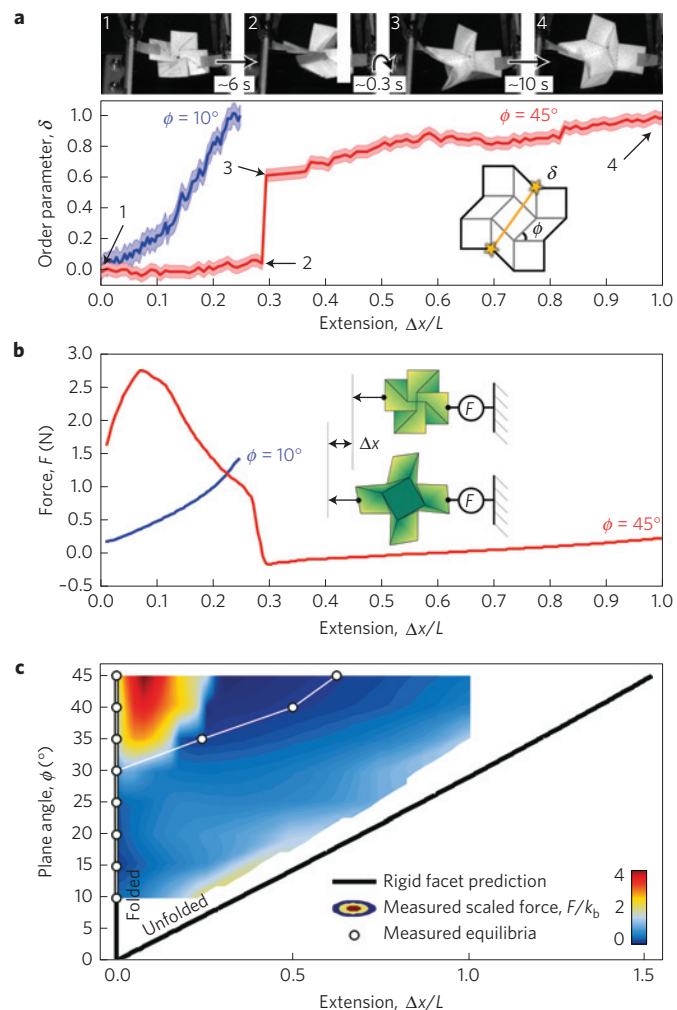 a
1
2
3
4
~6 s
~0.3 s
~10 s
Order parameter, δ
1.0
0.8
0.6
0.4
0.2
0.0
ϕ = 10°
ϕ = 45°
1
2
3
4
δ
ϕ
0.0 0.1 0.2 0.3 0.4 0.5 0.6 0.7 0.8 0.9 1.0
Extension, Δx/L
b
Force, F (N)
3.0
2.5
2.0
1.5
1.0
0.5
0.0
−0.5
ϕ = 10°
ϕ = 45°
Δx
F
F
0.0 0.1 0.2 0.3 0.4 0.5 0.6 0.7 0.8 0.9 1.0
Extension, Δx/L
c
Plane angle, ϕ (°)
45
40
35
30
25
20
15
10
5
0
Folded
Unfolded
Rigid facet prediction
Measured scaled force, F/kb
Measured equilibria
4
2
0
0.0 0.5 1.0 1.5
Extension, Δx/L